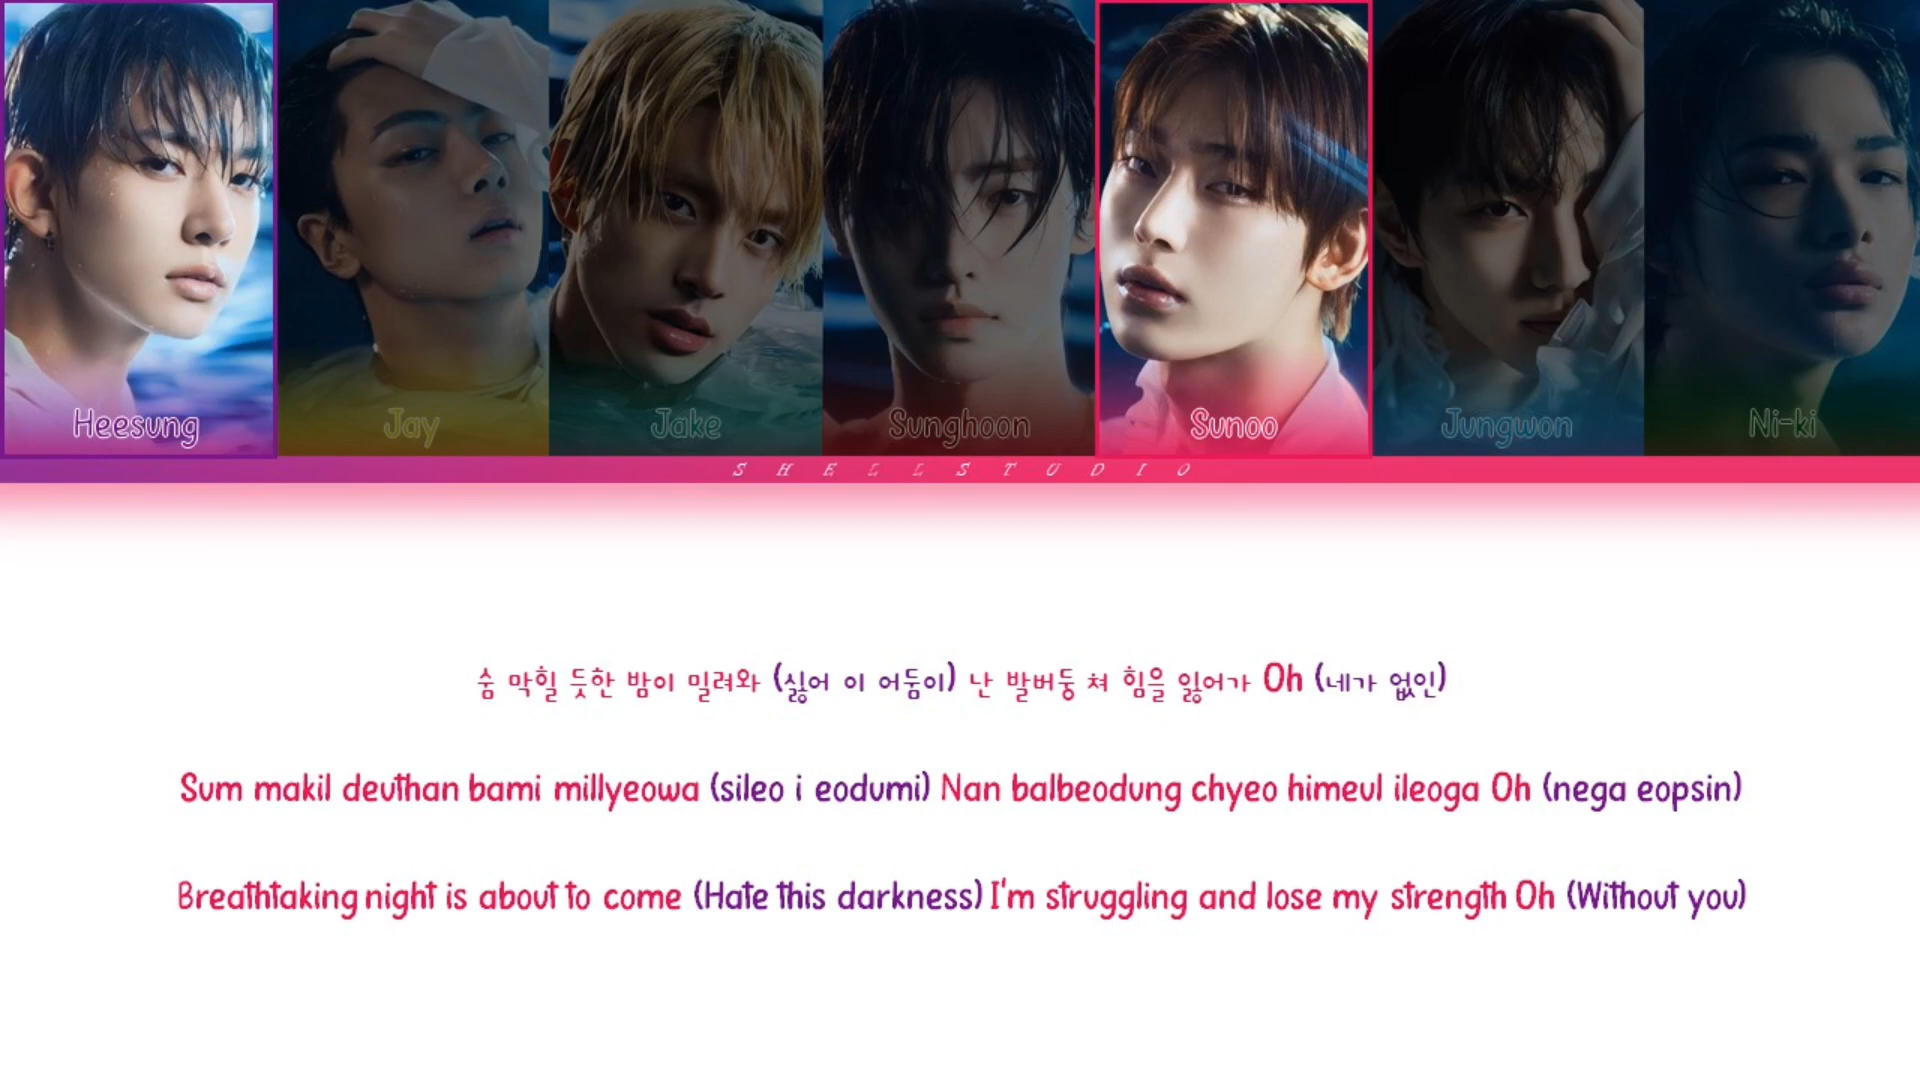 Heesung
Jay
Jake
Sunghoon
Sunoo
Jungwon
Ni-ki
SHELLSTUDIO
숨 막힐 듯한 밤이 밀려와 (싫어 이 어둠이) 난 발버둥 쳐 힘을 잃어가 Oh (네가 없인)
Sum makil deuthan bami millyeowa (sileo i eodumi) Nan balbeodung chyeo himeul ileoga Oh (nega eopsin)
Breathtaking night is about to come (Hate this darkness) I'm struggling and lose my strength Oh (Without you)